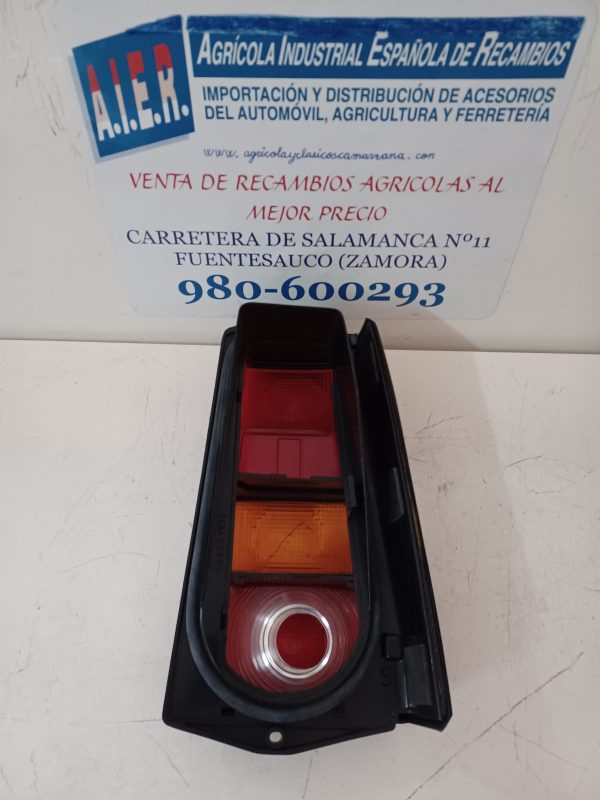 A.I.E.R.
AGRÍCOLA INDUSTRIAL ESPAÑOLA DE RECAMBIOS
IMPORTACIÓN Y DISTRIBUCIÓN DE ACESORIOS
DEL AUTOMÓVIL, AGRICULTURA Y FERRETERÍA
www.agricolayclasicoscamarzana.com
VENTA DE RECAMBIOS AGRICOLAS AL
MEJOR PRECIO
CARRETERA DE SALAMANCA Nº11
FUENTESAUCO (ZAMORA)
980-600293